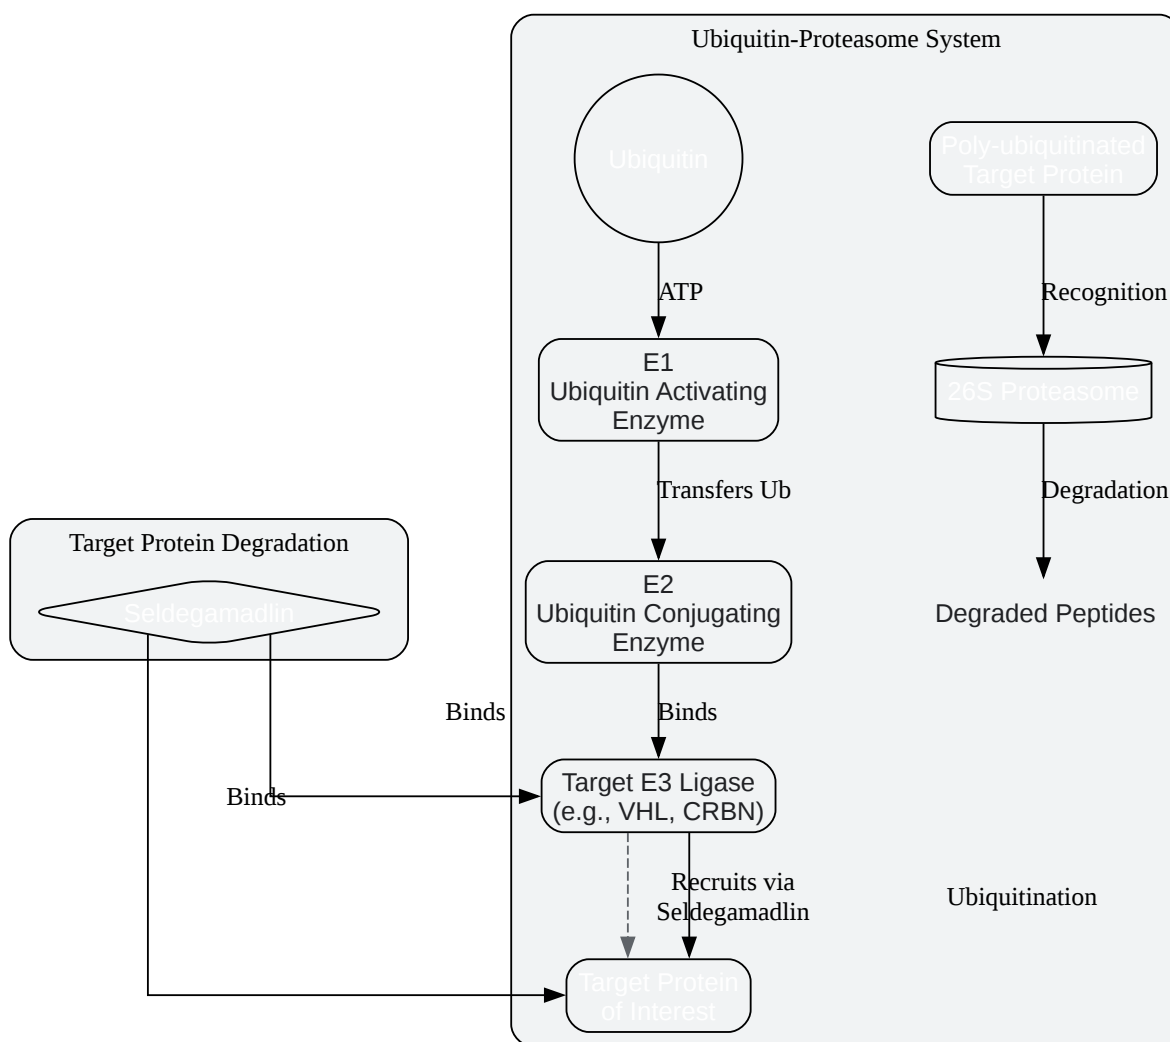 Ubiquitin-Proteasome System
Ubiquitin
Poly-ubiquitinated
Target Protein
ATP
Recognition
E1
Ubiquitin Activating
Enzyme
26S Proteasome
Transfers Ub
Degradation
Target Protein Degradation
Seldegamadlin
E2
Ubiquitin Conjugating
Enzyme
Degraded Peptides
Binds
Binds
Binds
Target E3 Ligase
(e.g., VHL, CRBN)
Recruits via
Seldegamadlin
Ubiquitination
Target Protein
of Interest